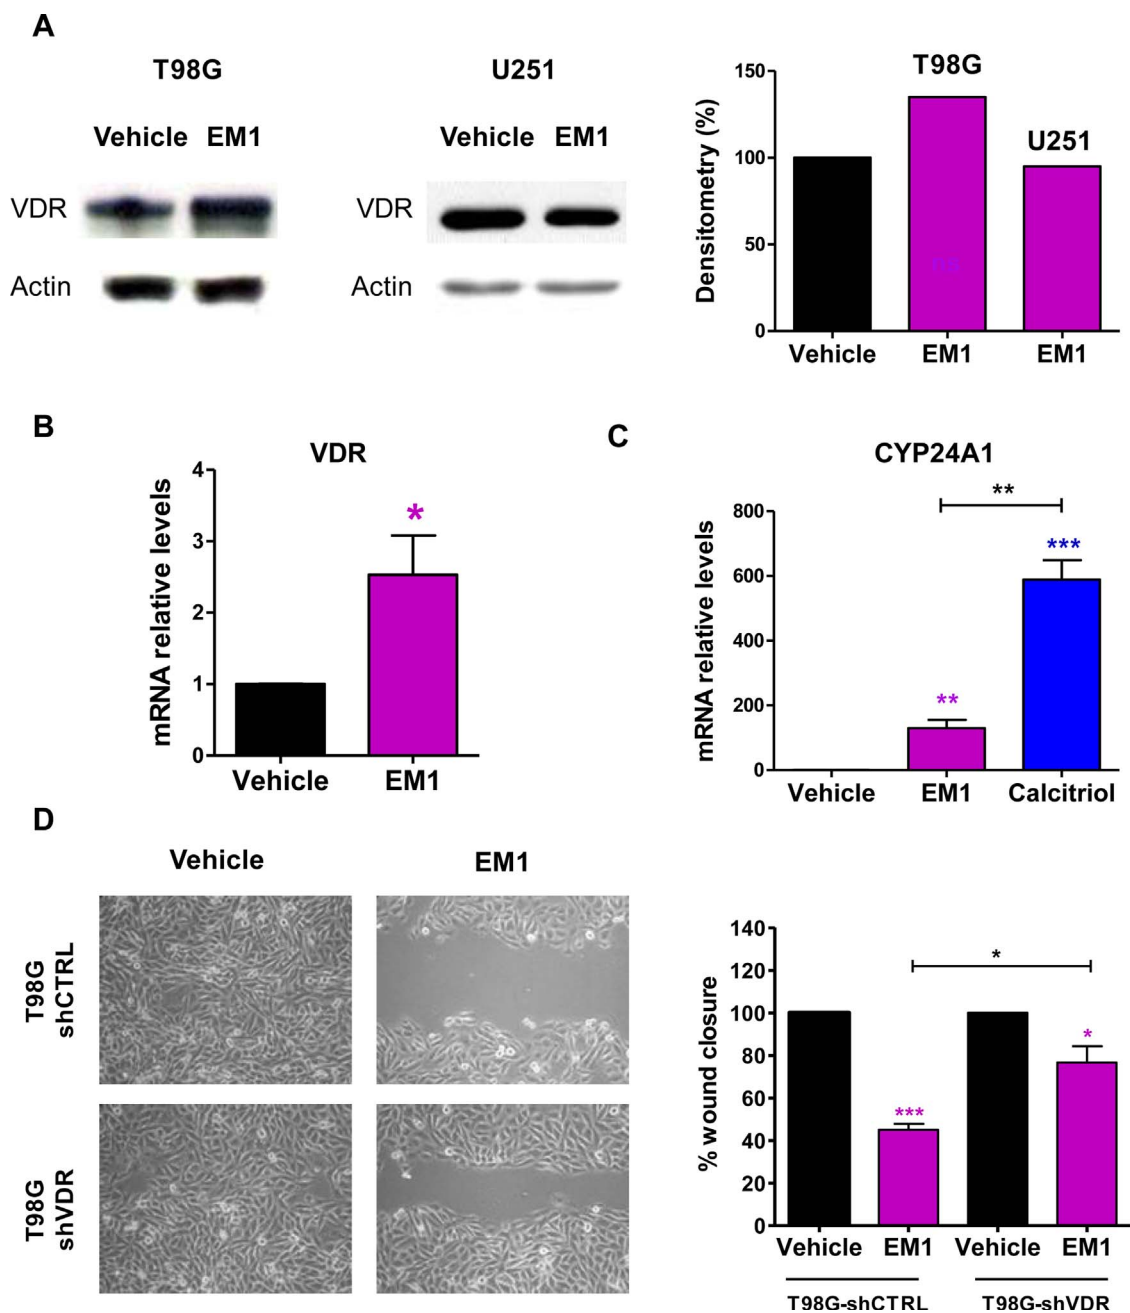 A
T98G
U251
Vehicle EM1
Vehicle EM1
VDR
VDR
Actin
Actin
T98G
U251
Densitometry (%)
150
100
50
0
ns
Vehicle
EM1
EM1
B
VDR
mRNA relative levels
4
3
2
1
0
*
Vehicle
EM1
C
CYP24A1
mRNA relative levels
800
600
400
200
0
**
**
***
Vehicle
EM1
Calcitriol
D
Vehicle
EM1
T98G
shCTRL
T98G
shVDR
% wound closure
140
120
100
80
60
40
20
0
*
***
*
Vehicle
EM1
Vehicle
EM1
T98G-shCTRL
T98G-shVDR